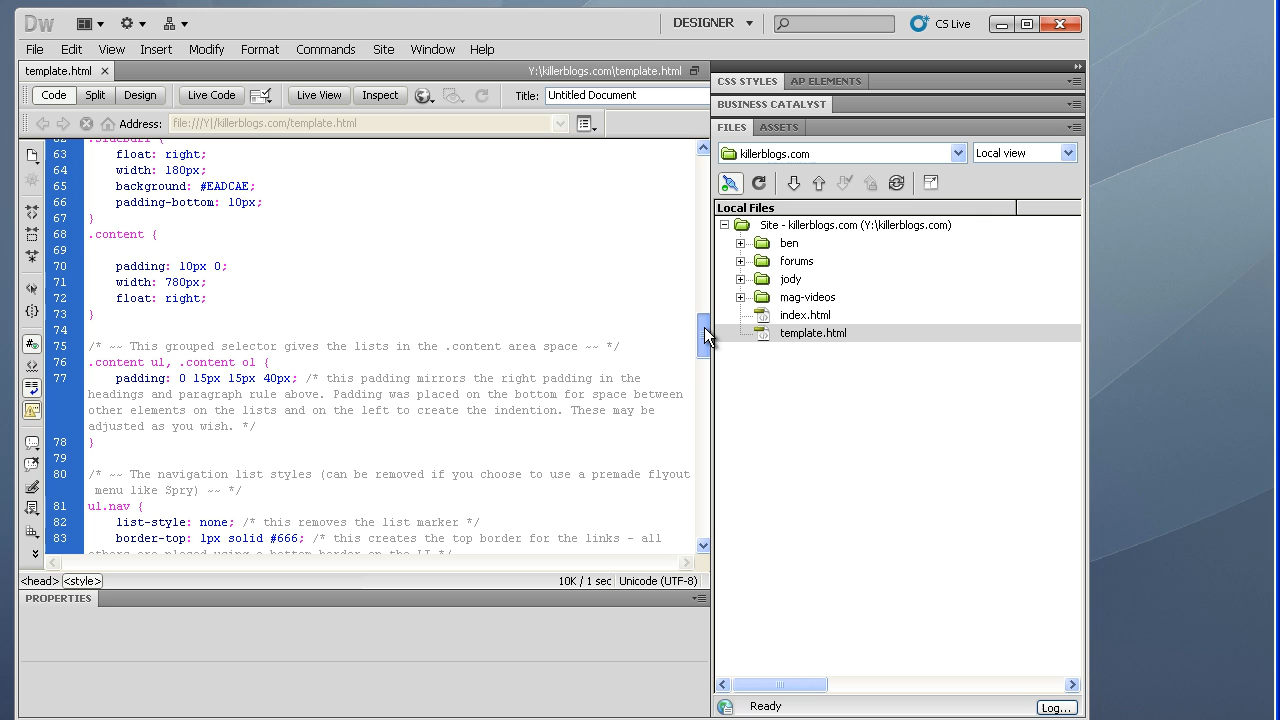 Dw
DESIGNER
CS Live
File Edit View Insert Modify Format Commands Site Window Help
template.html
Y:\killerblogs.com\template.html
Code Split Design Live Code Live View Inspect Title: Untitled Document
Address: file:///Y|/killerblogs.com/template.html
62 .sidebar1 {
63 float: right;
64 width: 180px;
65 background: #EADCAE;
66 padding-bottom: 10px;
67 }
68 .content {
69
70 padding: 10px 0;
71 width: 780px;
72 float: right;
73 }
74
75 /* ~~ This grouped selector gives the lists in the .content area space ~~ */
76 .content ul, .content ol {
77 padding: 0 15px 15px 40px; /* this padding mirrors the right padding in the
headings and paragraph rule above. Padding was placed on the bottom for space between
other elements on the lists and on the left to create the indention. These may be
adjusted as you wish. */
78 }
79
80 /* ~~ The navigation list styles (can be removed if you choose to use a premade flyout
menu like Spry) ~~ */
81 ul.nav {
82 list-style: none; /* this removes the list marker */
83 border-top: 1px solid #666; /* this creates the top border for the links - all
others are placed using a bottom border on the LI */
<head> <style>
10K / 1 sec Unicode (UTF-8)
PROPERTIES
CSS STYLES AP ELEMENTS
BUSINESS CATALYST
FILES ASSETS
killerblogs.com Local view
Local Files
Site - killerblogs.com (Y:\killerblogs.com)
ben
forums
jody
mag-videos
index.html
template.html
Ready Log...